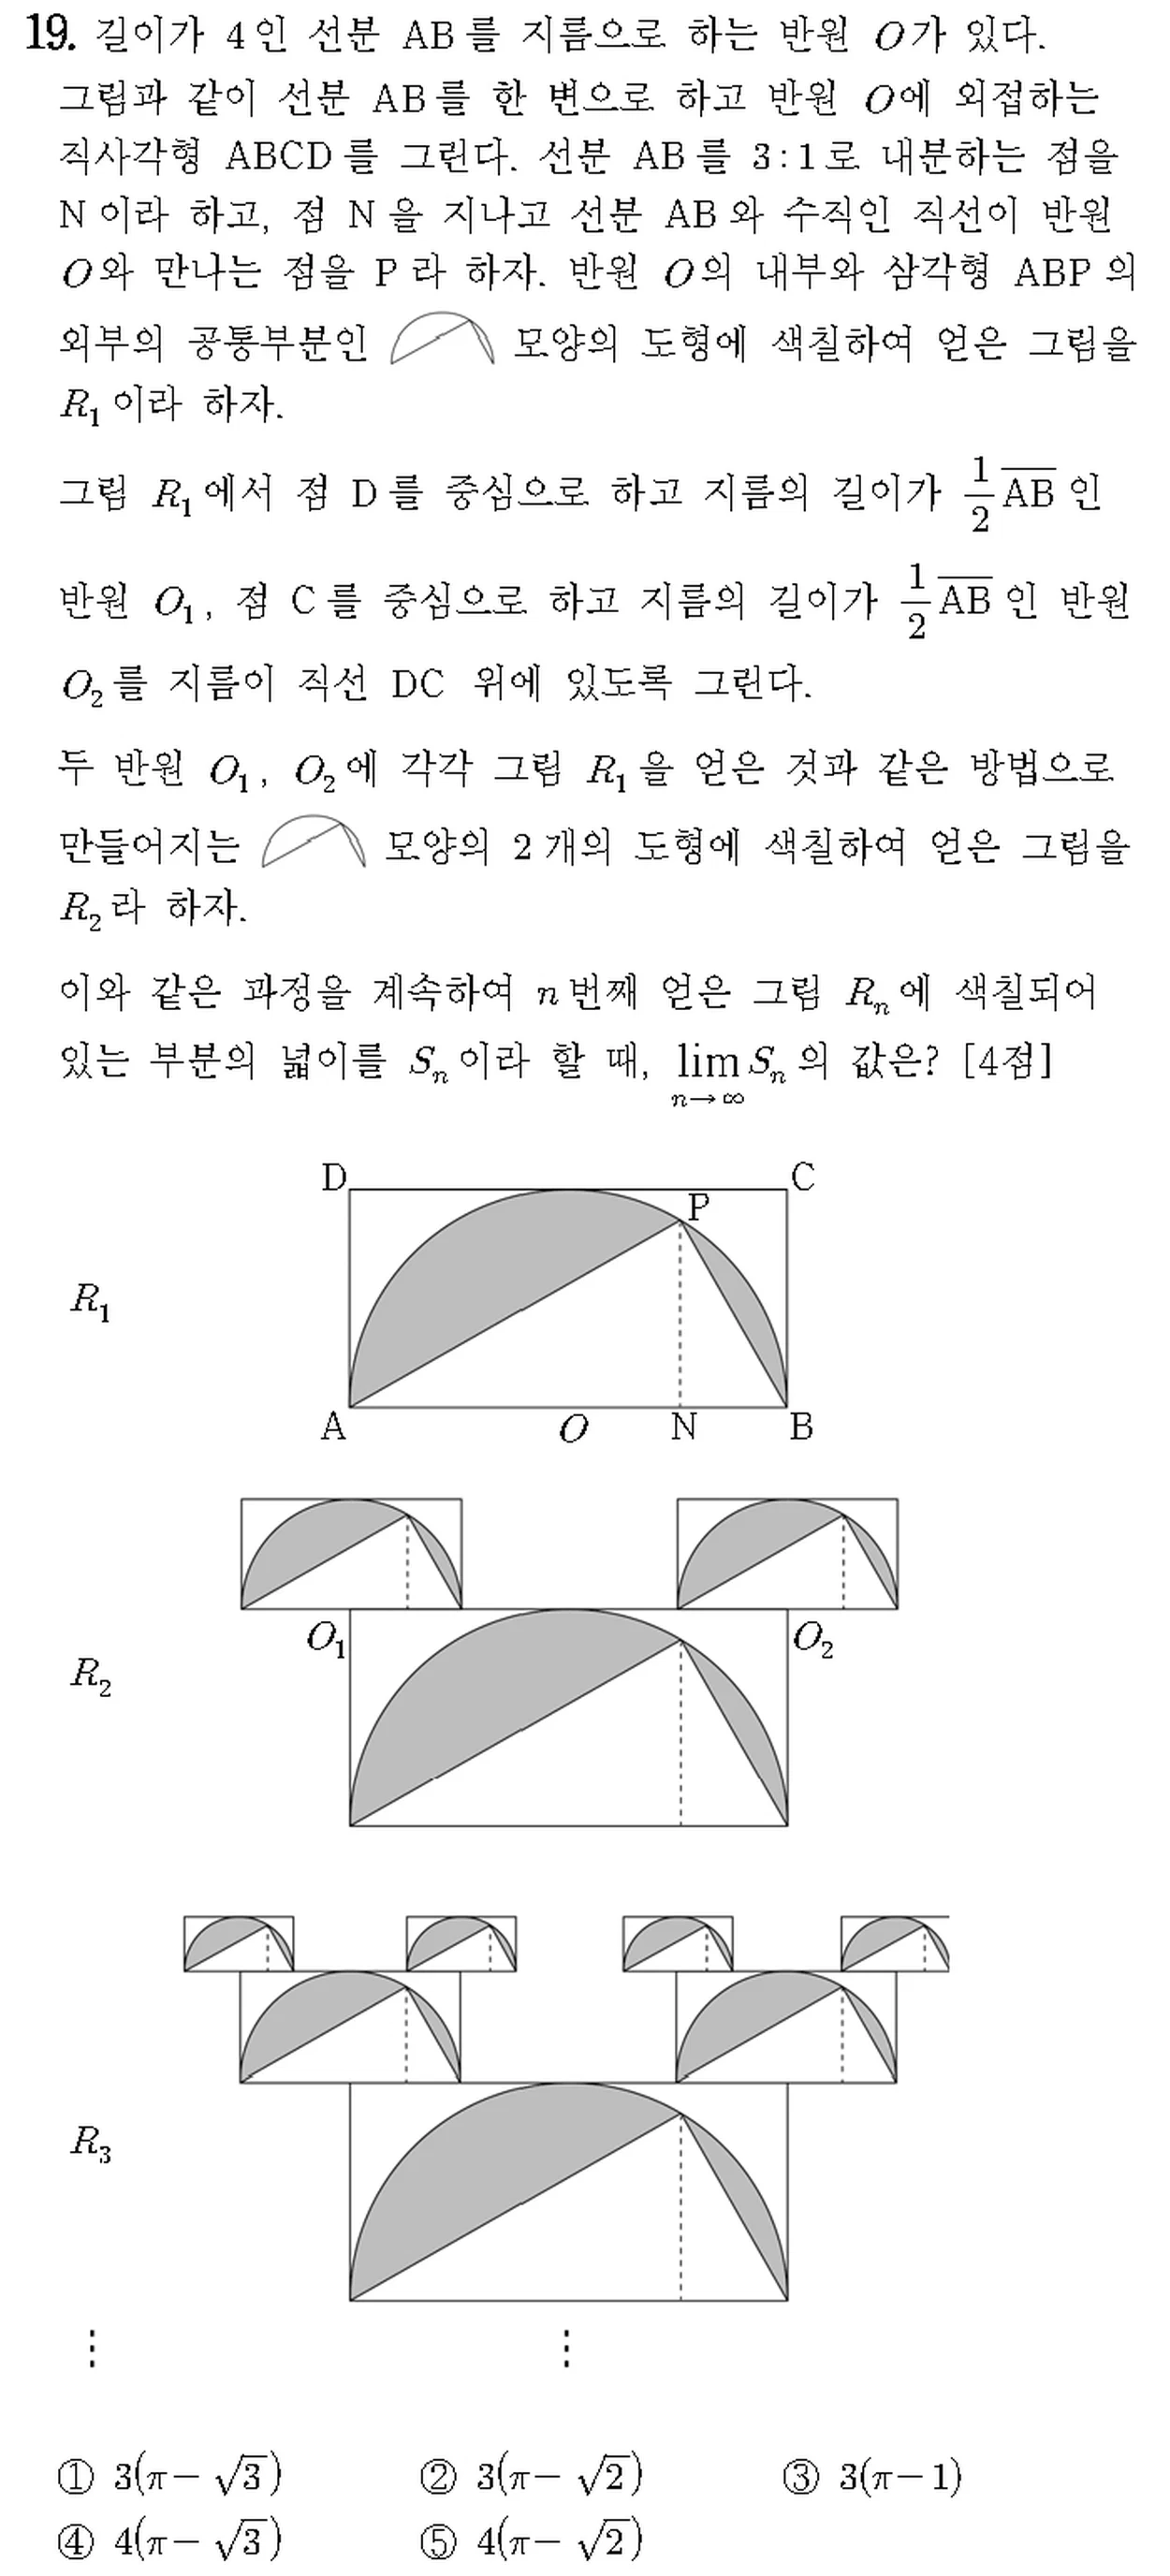 19. 길이가 4인 선분 AB를 지름으로 하는 반원 O가 있다.
그림과 같이 선분 AB를 한 변으로 하고 반원 O에 외접하는
직사각형 ABCD를 그린다. 선분 AB를 3:1로 내분하는 점을
N이라 하고, 점 N을 지나고 선분 AB와 수직인 직선이 반원
O와 만나는 점을 P라 하자. 반원 O의 내부와 삼각형 ABP의
외부의 공통부분인 모양의 도형에 색칠하여 얻은 그림을
R₁이라 하자.
그림 R₁에서 점 D를 중심으로 하고 지름의 길이가 1/2 A̅B̅인
반원 O₁, 점 C를 중심으로 하고 지름의 길이가 1/2 A̅B̅인 반원
O₂를 지름이 직선 DC 위에 있도록 그린다.
두 반원 O₁, O₂에 각각 그림 R₁을 얻은 것과 같은 방법으로
만들어지는 모양의 2개의 도형에 색칠하여 얻은 그림을
R₂라 하자.
이와 같은 과정을 계속하여 n번째 얻은 그림 Rₙ에 색칠되어
있는 부분의 넓이를 Sₙ이라 할 때, lim n→∞ Sₙ의 값은? [4점]
D C
P
R₁
A O N B
O₁ O₂
R₂
R₃
⋮ ⋮
① 3(π−√3) ② 3(π−√2) ③ 3(π−1)
④ 4(π−√3) ⑤ 4(π−√2)